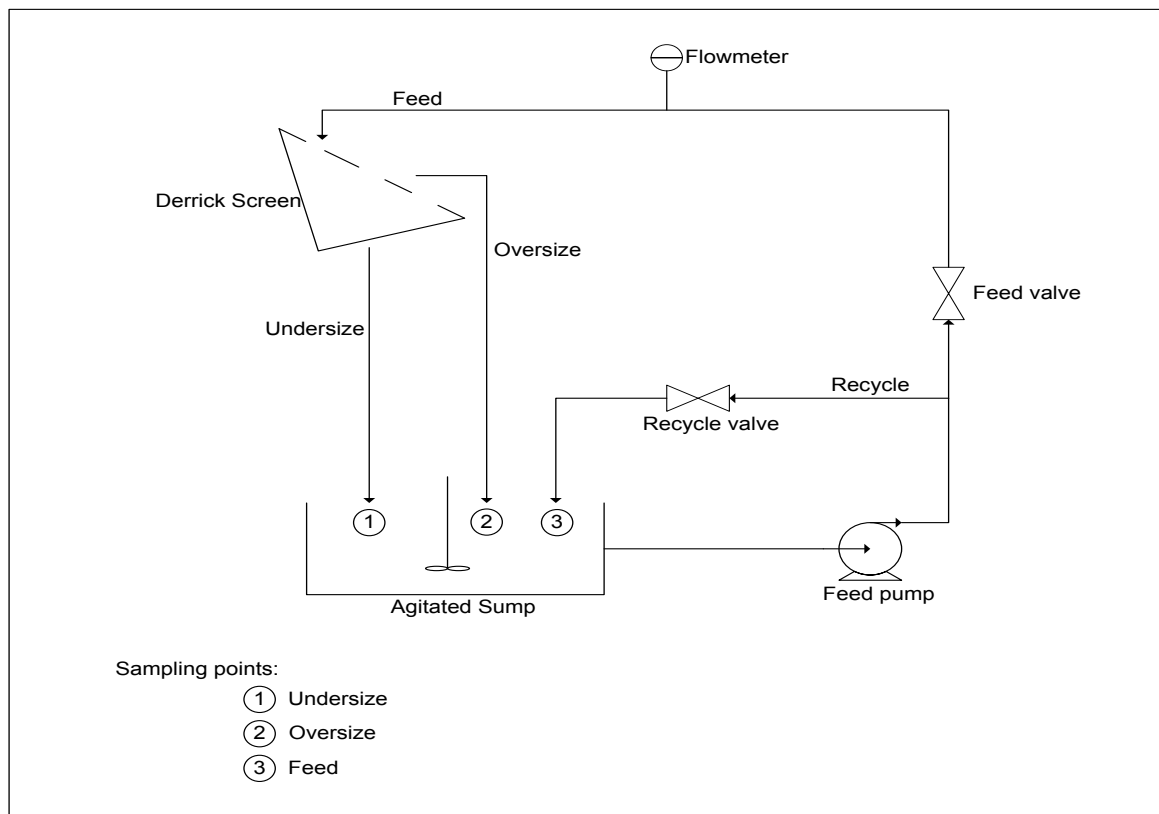 Flowmeter
Feed
Derrick Screen
Oversize
Feed valve
Undersize
Recycle
Recycle valve
1
2
3
Feed pump
Agitated Sump
Sampling points:
1 Undersize
2 Oversize
3 Feed